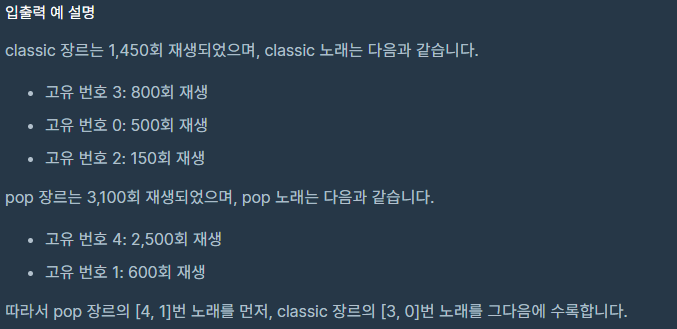 입출력 예 설명
classic 장르는 1,450회 재생되었으며, classic 노래는 다음과 같습니다.
• 고유 번호 3: 800회 재생
• 고유 번호 0: 500회 재생
• 고유 번호 2: 150회 재생
pop 장르는 3,100회 재생되었으며, pop 노래는 다음과 같습니다.
• 고유 번호 4: 2,500회 재생
• 고유 번호 1: 600회 재생
따라서 pop 장르의 [4, 1]번 노래를 먼저, classic 장르의 [3, 0]번 노래를 그다음에 수록합니다.